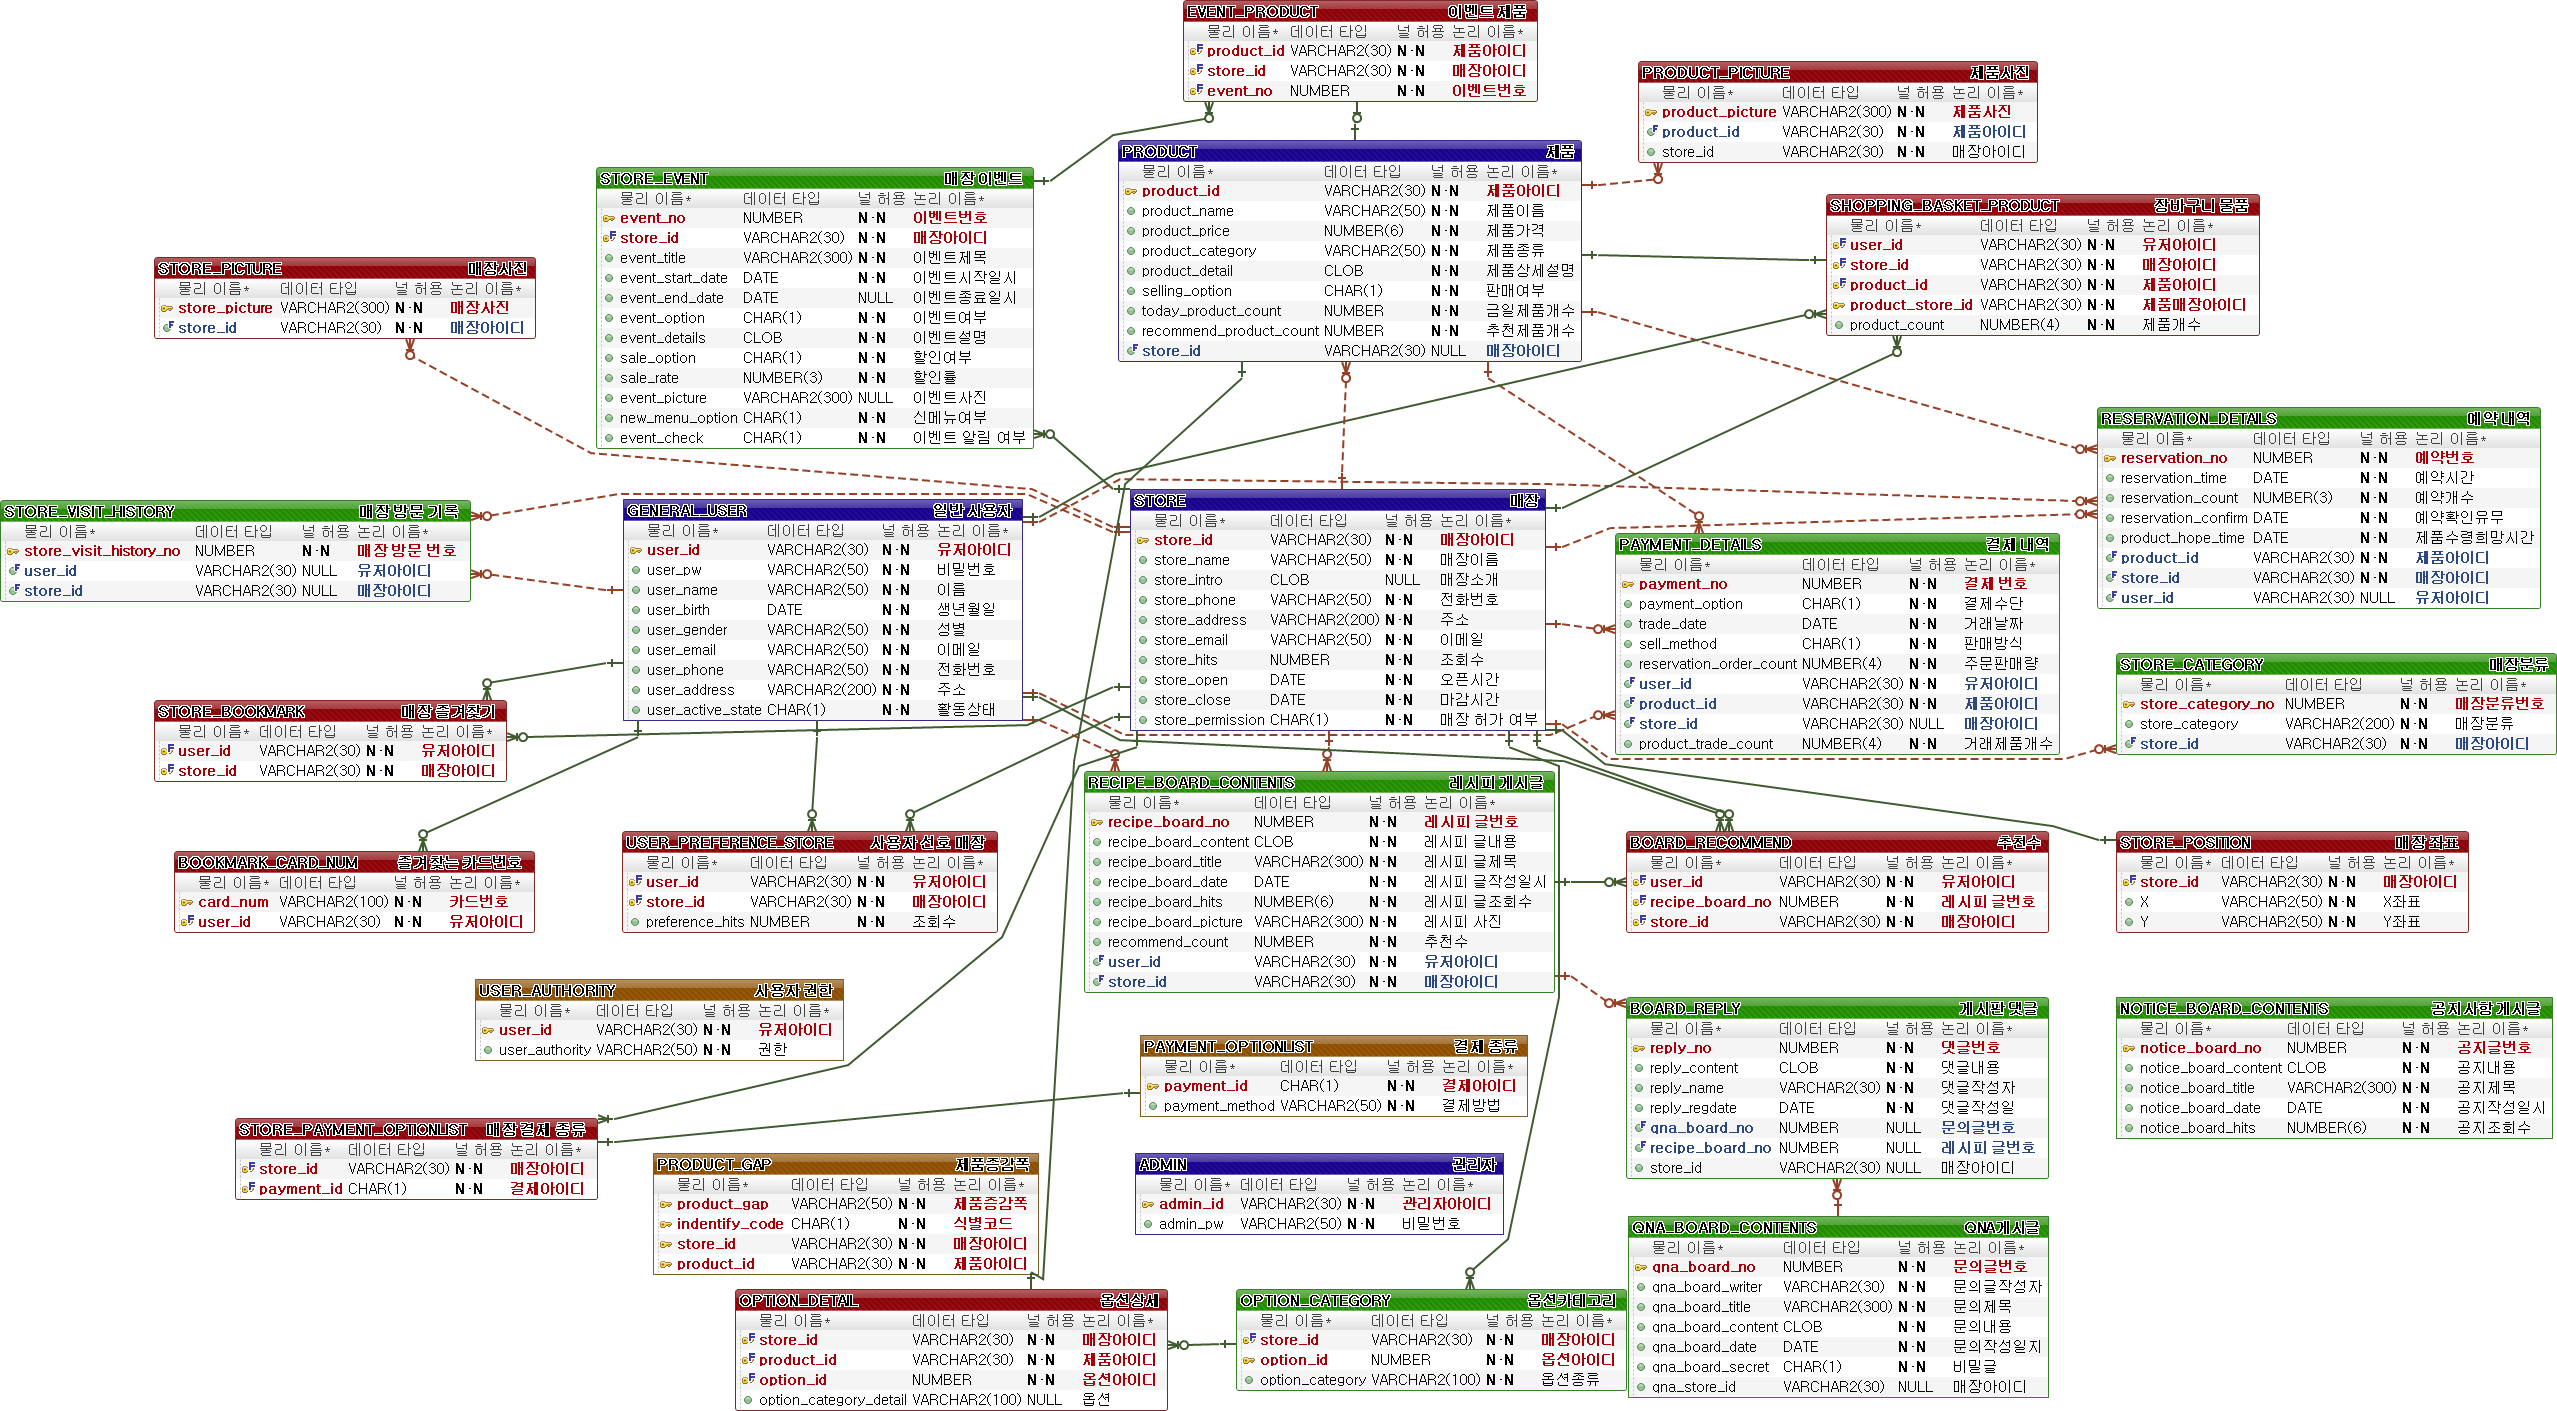 EVENT_PRODUCT 이벤트 제품
물리 이름* 데이터 타입 널 허용 논리 이름*
product_id VARCHAR2(30) N·N 제품아이디
store_id VARCHAR2(30) N·N 매장아이디
event_no NUMBER N·N 이벤트번호
PRODUCT_PICTURE 제품사진
물리 이름* 데이터 타입 널 허용 논리 이름*
product_picture VARCHAR2(300) N·N 제품사진
product_id VARCHAR2(30) N·N 제품아이디
store_id VARCHAR2(30) N·N 매장아이디
PRODUCT 제품
물리 이름* 데이터 타입 널 허용 논리 이름*
product_id VARCHAR2(30) N·N 제품아이디
product_name VARCHAR2(50) N·N 제품이름
product_price NUMBER(6) N·N 제품가격
product_category VARCHAR2(50) N·N 제품종류
product_detail CLOB N·N 제품상세설명
selling_option CHAR(1) N·N 판매여부
today_product_count NUMBER N·N 금일제품개수
recommend_product_count NUMBER N·N 추천제품개수
store_id VARCHAR2(30) NULL 매장아이디
STORE_EVENT 매장이벤트
물리 이름* 데이터 타입 널 허용 논리 이름*
event_no NUMBER N·N 이벤트번호
store_id VARCHAR2(30) N·N 매장아이디
event_title VARCHAR2(300) N·N 이벤트제목
event_start_date DATE N·N 이벤트시작일시
event_end_date DATE NULL 이벤트종료일시
event_option CHAR(1) N·N 이벤트여부
event_details CLOB N·N 이벤트설명
sale_option CHAR(1) N·N 할인여부
sale_rate NUMBER(3) N·N 할인률
event_picture VARCHAR2(300) NULL 이벤트사진
new_menu_option CHAR(1) N·N 신메뉴여부
event_check CHAR(1) N·N 이벤트 알림 여부
SHOPPING_BASKET_PRODUCT 장바구니 물품
물리 이름* 데이터 타입 널 허용 논리 이름*
user_id VARCHAR2(30) N·N 유저아이디
store_id VARCHAR2(30) N·N 매장아이디
product_id VARCHAR2(30) N·N 제품아이디
product_store_id VARCHAR2(30) N·N 제품매장아이디
product_count NUMBER(4) N·N 제품개수
STORE_PICTURE 매장사진
물리 이름* 데이터 타입 널 허용 논리 이름*
store_picture VARCHAR2(300) N·N 매장사진
store_id VARCHAR2(30) N·N 매장아이디
RESERVATION_DETAILS 예약 내역
물리 이름* 데이터 타입 널 허용 논리 이름*
reservation_no NUMBER N·N 예약번호
reservation_time DATE N·N 예약시간
reservation_count NUMBER(3) N·N 예약개수
reservation_confirm DATE N·N 예약확인유무
product_hope_time DATE N·N 제품수령희망시간
product_id VARCHAR2(30) N·N 제품아이디
store_id VARCHAR2(30) N·N 매장아이디
user_id VARCHAR2(30) NULL 유저아이디
STORE_VISIT_HISTORY 매장 방문 기록
물리 이름* 데이터 타입 널 허용 논리 이름*
store_visit_history_no NUMBER N·N 매장 방문 번호
user_id VARCHAR2(30) NULL 유저아이디
store_id VARCHAR2(30) NULL 매장아이디
GENERAL_USER 일반 사용자
물리 이름* 데이터 타입 널 허용 논리 이름*
user_id VARCHAR2(30) N·N 유저아이디
user_pw VARCHAR2(50) N·N 비밀번호
user_name VARCHAR2(50) N·N 이름
user_birth DATE N·N 생년월일
user_gender VARCHAR2(50) N·N 성별
user_email VARCHAR2(50) N·N 이메일
user_phone VARCHAR2(50) N·N 전화번호
user_address VARCHAR2(200) N·N 주소
user_active_state CHAR(1) N·N 활동상태
STORE 매장
물리 이름* 데이터 타입 널 허용 논리 이름*
store_id VARCHAR2(30) N·N 매장아이디
store_name VARCHAR2(50) N·N 매장이름
store_intro CLOB NULL 매장소개
store_phone VARCHAR2(50) N·N 전화번호
store_address VARCHAR2(200) N·N 주소
store_email VARCHAR2(50) N·N 이메일
store_hits NUMBER N·N 조회수
store_open DATE N·N 오픈시간
store_close DATE N·N 마감시간
store_permission CHAR(1) N·N 매장 허가 여부
PAYMENT_DETAILS 결제 내역
물리 이름* 데이터 타입 널 허용 논리 이름*
payment_no NUMBER N·N 결제 번호
payment_option CHAR(1) N·N 결제수단
trade_date DATE N·N 거래날짜
sell_method CHAR(1) N·N 판매방식
reservation_order_count NUMBER(4) N·N 주문판매량
user_id VARCHAR2(30) N·N 유저아이디
product_id VARCHAR2(30) N·N 제품아이디
store_id VARCHAR2(30) NULL 매장아이디
product_trade_count NUMBER(4) N·N 거래제품개수
STORE_CATEGORY 매장분류
물리 이름* 데이터 타입 널 허용 논리 이름*
store_category_no NUMBER N·N 매장분류번호
store_category VARCHAR2(200) N·N 매장분류
store_id VARCHAR2(30) N·N 매장아이디
STORE_BOOKMARK 매장 즐겨찾기
물리 이름* 데이터 타입 널 허용 논리 이름*
user_id VARCHAR2(30) N·N 유저아이디
store_id VARCHAR2(30) N·N 매장아이디
BOOKMARK_CARD_NUM 즐겨 찾는 카드번호
물리 이름* 데이터 타입 널 허용 논리 이름*
card_num VARCHAR2(100) N·N 카드번호
user_id VARCHAR2(30) N·N 유저아이디
USER_PREFERENCE_STORE 사용자 선호 매장
물리 이름* 데이터 타입 널 허용 논리 이름*
user_id VARCHAR2(30) N·N 유저아이디
store_id VARCHAR2(30) N·N 매장아이디
preference_hits NUMBER N·N 조회수
RECIPE_BOARD_CONTENTS 레시피 게시글
물리 이름* 데이터 타입 널 허용 논리 이름*
recipe_board_no NUMBER N·N 레시피 글번호
recipe_board_content CLOB N·N 레시피 글내용
recipe_board_title VARCHAR2(300) N·N 레시피 글제목
recipe_board_date DATE N·N 레시피 글작성일시
recipe_board_hits NUMBER(6) N·N 레시피 글조회수
recipe_board_picture VARCHAR2(300) N·N 레시피 사진
recommend_count NUMBER N·N 추천수
user_id VARCHAR2(30) N·N 유저아이디
store_id VARCHAR2(30) N·N 매장아이디
BOARD_RECOMMEND 추천수
물리 이름* 데이터 타입 널 허용 논리 이름*
user_id VARCHAR2(30) N·N 유저아이디
recipe_board_no NUMBER N·N 레시피 글번호
store_id VARCHAR2(30) N·N 매장아이디
STORE_POSITION 매장 좌표
물리 이름* 데이터 타입 널 허용 논리 이름*
store_id VARCHAR2(30) N·N 매장아이디
X VARCHAR2(50) N·N X좌표
Y VARCHAR2(50) N·N Y좌표
USER_AUTHORITY 사용자 권한
물리 이름* 데이터 타입 널 허용 논리 이름*
user_id VARCHAR2(30) N·N 유저아이디
user_authority VARCHAR2(50) N·N 권한
BOARD_REPLY 게시판 댓글
물리 이름* 데이터 타입 널 허용 논리 이름*
reply_no NUMBER N·N 댓글번호
reply_content CLOB N·N 댓글내용
reply_name VARCHAR2(30) N·N 댓글작성자
reply_regdate DATE N·N 댓글작성일
qna_board_no NUMBER NULL 문의글번호
recipe_board_no NUMBER NULL 레시피 글번호
store_id VARCHAR2(30) NULL 매장아이디
NOTICE_BOARD_CONTENTS 공지사항 게시글
물리 이름* 데이터 타입 널 허용 논리 이름*
notice_board_no NUMBER N·N 공지글번호
notice_board_content CLOB N·N 공지내용
notice_board_title VARCHAR2(300) N·N 공지제목
notice_board_date DATE N·N 공지작성일시
notice_board_hits NUMBER(6) N·N 공지조회수
PAYMENT_OPTIONLIST 결제 종류
물리 이름* 데이터 타입 널 허용 논리 이름*
payment_id CHAR(1) N·N 결제아이디
payment_method VARCHAR2(50) N·N 결제방법
STORE_PAYMENT_OPTIONLIST 매장 결제 종류
물리 이름* 데이터 타입 널 허용 논리 이름*
store_id VARCHAR2(30) N·N 매장아이디
payment_id CHAR(1) N·N 결제아이디
PRODUCT_GAP 제품증감폭
물리 이름* 데이터 타입 널 허용 논리 이름*
product_gap VARCHAR2(50) N·N 제품증감폭
indentify_code CHAR(1) N·N 식별코드
store_id VARCHAR2(30) N·N 매장아이디
product_id VARCHAR2(30) N·N 제품아이디
ADMIN 관리자
물리 이름* 데이터 타입 널 허용 논리 이름*
admin_id VARCHAR2(30) N·N 관리자아이디
admin_pw VARCHAR2(50) N·N 비밀번호
QNA_BOARD_CONTENTS QNA게시글
물리 이름* 데이터 타입 널 허용 논리 이름*
qna_board_no NUMBER N·N 문의글번호
qna_board_writer VARCHAR2(30) N·N 문의글작성자
qna_board_title VARCHAR2(300) N·N 문의제목
qna_board_content CLOB N·N 문의내용
qna_board_date DATE N·N 문의작성일지
qna_board_secret CHAR(1) N·N 비밀글
qna_store_id VARCHAR2(30) NULL 매장아이디
OPTION_DETAIL 옵션상세
물리 이름* 데이터 타입 널 허용 논리 이름*
store_id VARCHAR2(30) N·N 매장아이디
product_id VARCHAR2(30) N·N 제품아이디
option_id NUMBER N·N 옵션아이디
option_category_detail VARCHAR2(100) NULL 옵션
OPTION_CATEGORY 옵션카테고리
물리 이름* 데이터 타입 널 허용 논리 이름*
store_id VARCHAR2(30) N·N 매장아이디
option_id NUMBER N·N 옵션아이디
option_category VARCHAR2(100) N·N 옵션종류